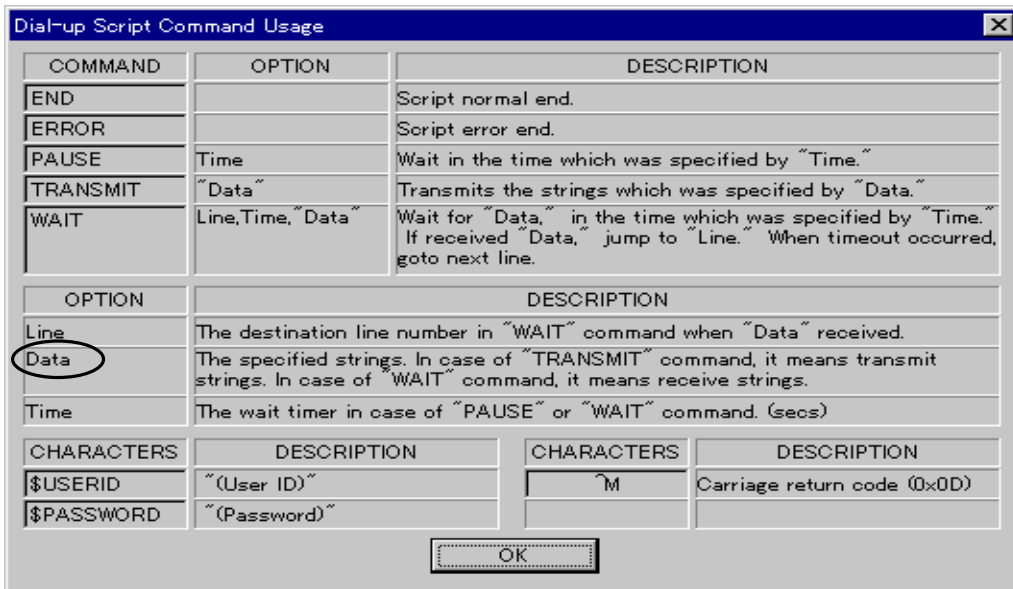 Dial-up Script Command Usage
COMMAND OPTION DESCRIPTION
END Script normal end.
ERROR Script error end.
PAUSE Time Wait in the time which was specified by "Time."
TRANSMIT "Data" Transmits the strings which was specified by "Data."
WAIT Line,Time,"Data" Wait for "Data," in the time which was specified by "Time."
If received "Data," jump to "Line." When timeout occurred,
goto next line.
OPTION DESCRIPTION
Line The destination line number in "WAIT" command when "Data" received.
Data The specified strings. In case of "TRANSMIT" command, it means transmit
strings. In case of "WAIT" command, it means receive strings.
Time The wait timer in case of "PAUSE" or "WAIT" command. (secs)
CHARACTERS DESCRIPTION CHARACTERS DESCRIPTION
$USERID "(User ID)" ^M Carriage return code (0x0D)
$PASSWORD "(Password)"
OK